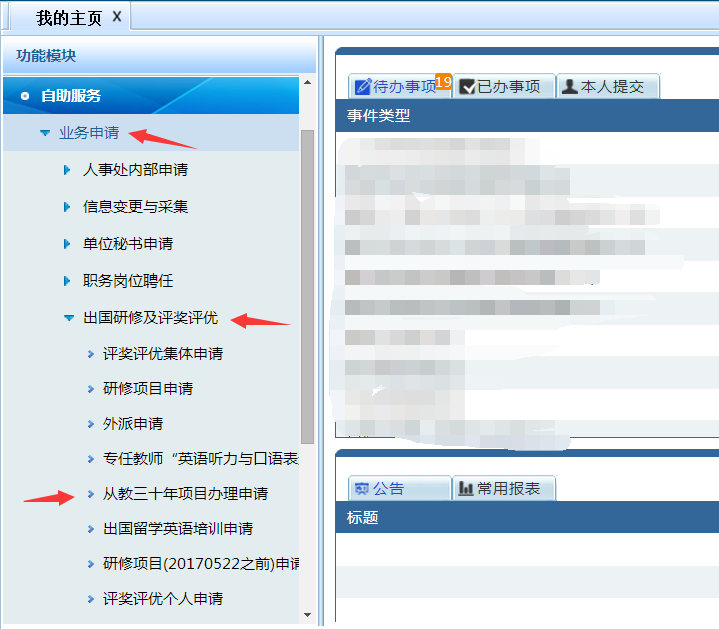 我的主页 X
功能模块
自助服务
业务申请
人事处内部申请
信息变更与采集
单位秘书申请
职务岗位聘任
出国研修及评奖评优
评奖评优集体申请
研修项目申请
外派申请
专任教师“英语听力与口语表
从教三十年项目办理申请
出国留学英语培训申请
研修项目(20170522之前)申请
评奖评优个人申请
待办事项 19 已办事项 本人提交
事件类型
公告 常用报表
标题